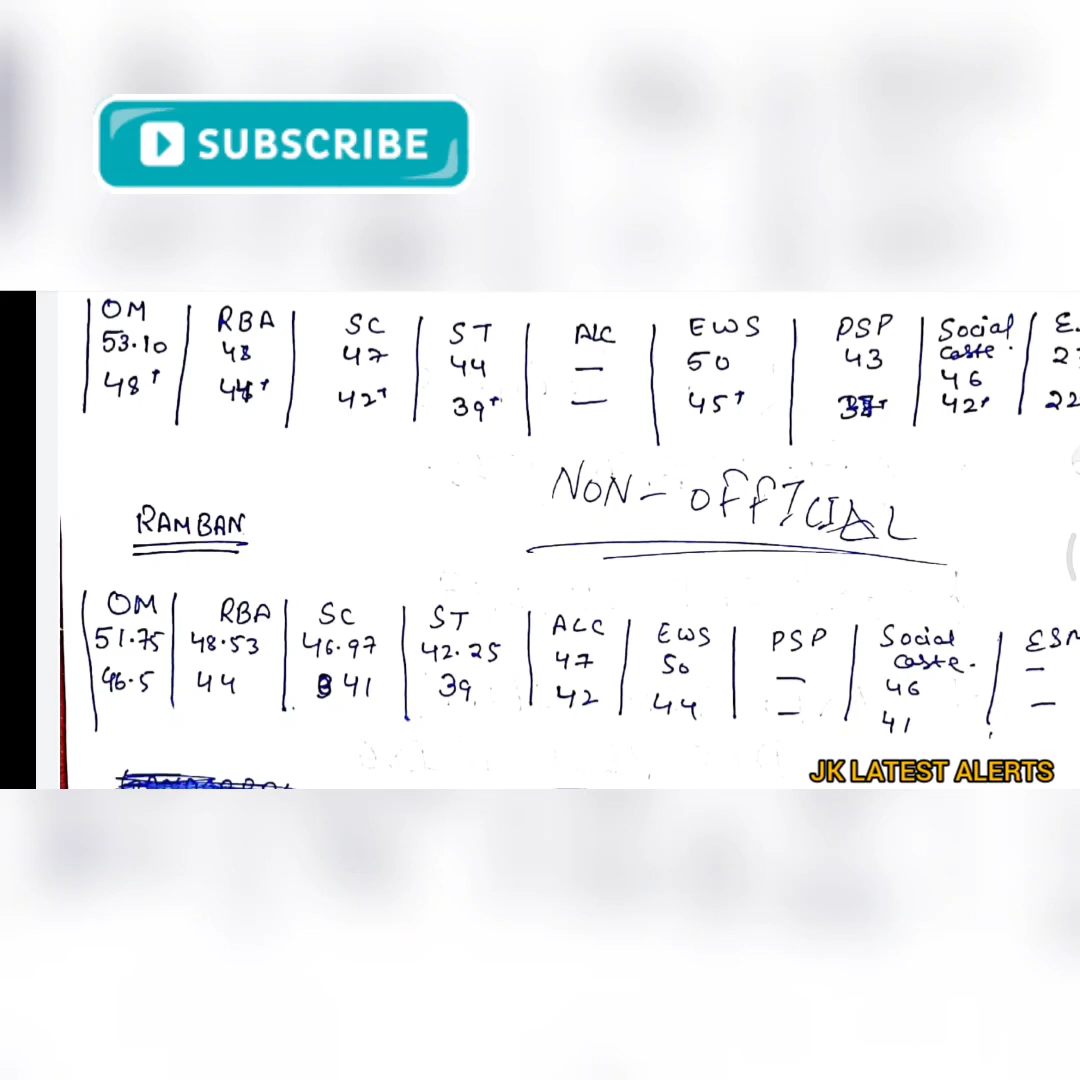 SUBSCRIBE
OM RBA SC ST ALC EWS PSP Social Caste.
53.10 48 47 44 — 50 43 46
48↑ 44↑ 42↑ 39↑ — 45↑ 42↑ 22
NON-OFFICIAL
RAMBAN
OM RBA SC ST ALC EWS PSP Social Caste. ESM
51.75 48.53 46.97 42.25 47 50 — 46 —
46.5 44 41 39 42 44 — 41 —
JK LATEST ALERTS